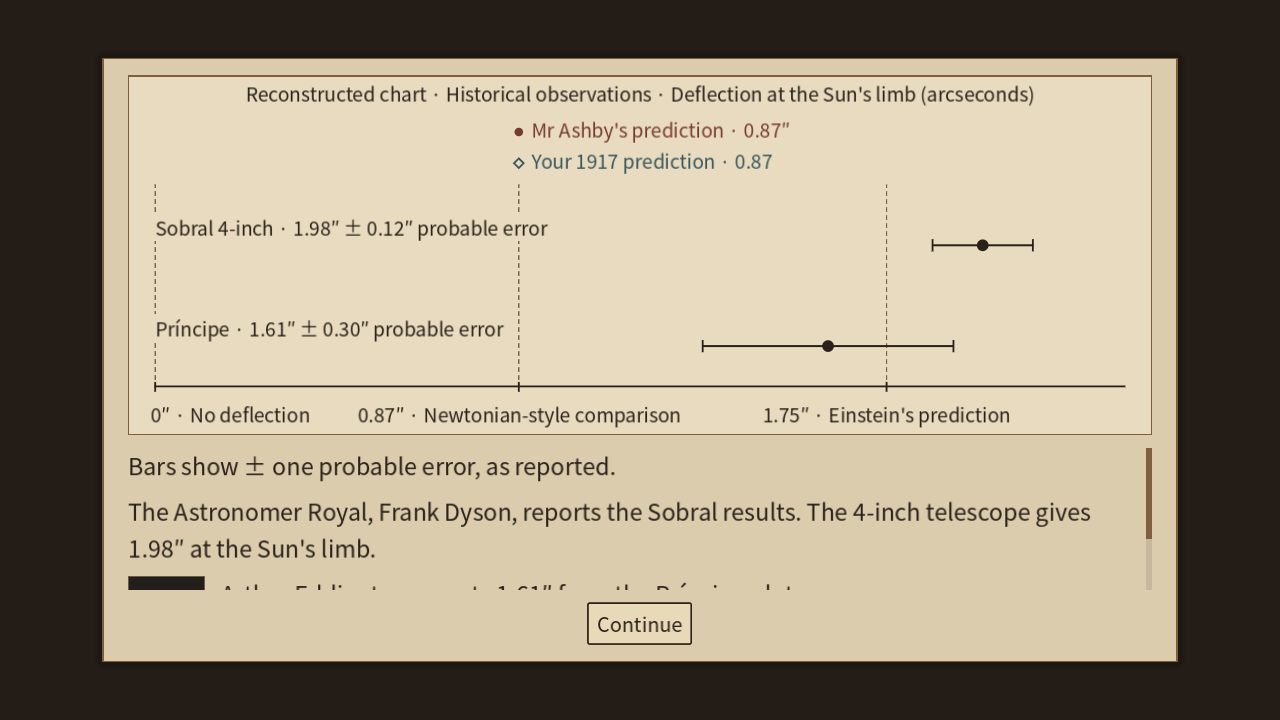 Reconstructed chart · Historical observations · Deflection at the Sun's limb (arcseconds)
Mr Ashby's prediction · 0.87″
Your 1917 prediction · 0.87
Sobral 4-inch · 1.98″ ± 0.12″ probable error
Príncipe · 1.61″ ± 0.30″ probable error
0″ · No deflection 0.87″ · Newtonian-style comparison 1.75″ · Einstein's prediction
Bars show ± one probable error, as reported.
The Astronomer Royal, Frank Dyson, reports the Sobral results. The 4-inch telescope gives
1.98″ at the Sun's limb.
Continue